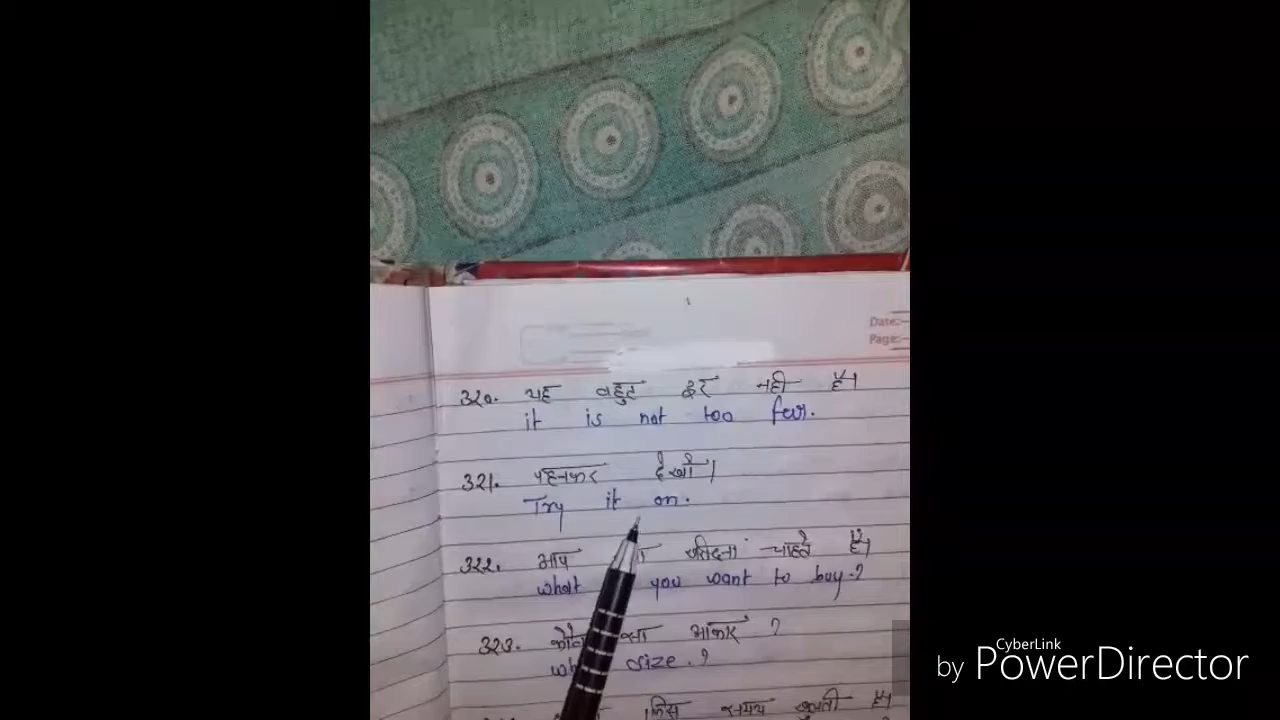 Date:-
Page:-
320. यह बहुत दूर नही है।
it is not too far.
321. पहनकर देखो।
Try it on.
322. आप खरीदना चाहते हैं।
what you want to buy?
323. कौन सा आकार ?
size.?
किस समय है।
CyberLink
by PowerDirector